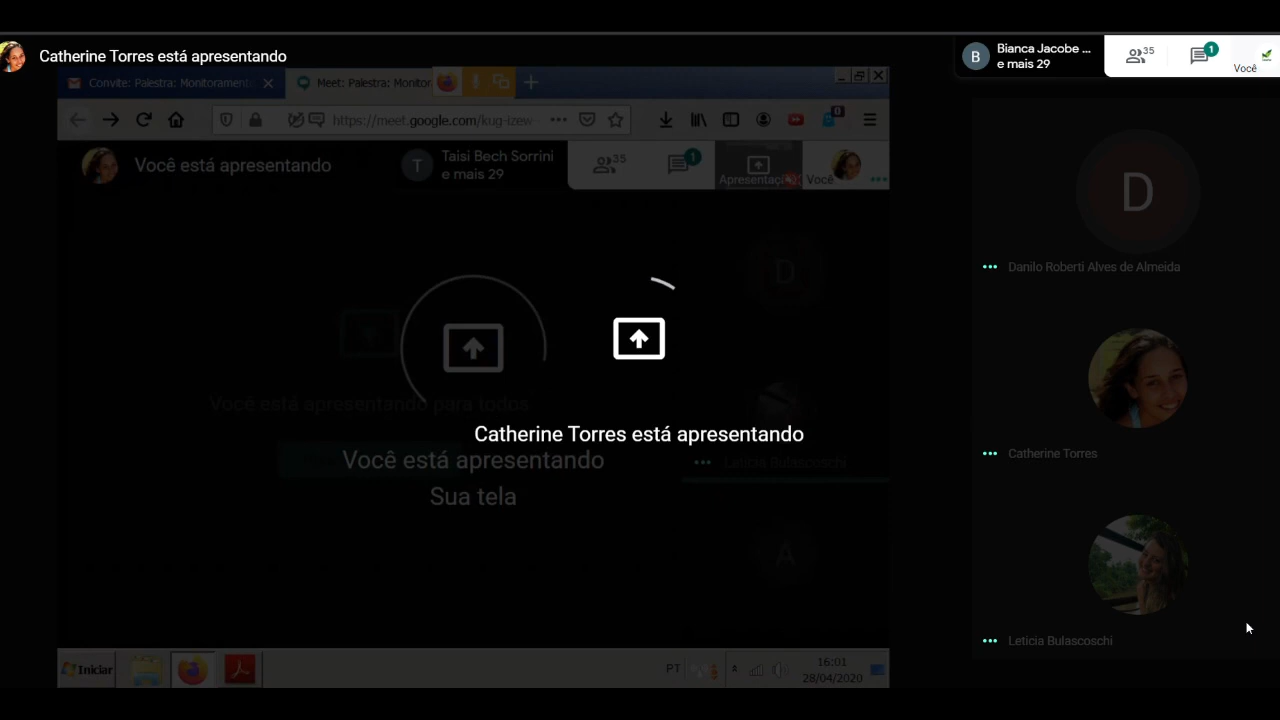 Catherine Torres está apresentando
B
Bianca Jacobe ...
e mais 29
35
1
Você
Convite: Palestra: Monitorament
Meet: Palestra; Monitor
https://meet.google.com/kug-izew-
0
Você está apresentando
T
Taisi Bech Sorrini
e mais 29
35
1
Apresentaç
Você
D
Danilo Roberti Alves de Almeida
D
Você está apresentando para todos
Catherine Torres está apresentando
Você está apresentando
Sua tela
Leticia Bulascoschi
Catherine Torres
A
Leticia Bulascoschi
Iniciar
PT
16:01
28/04/2020